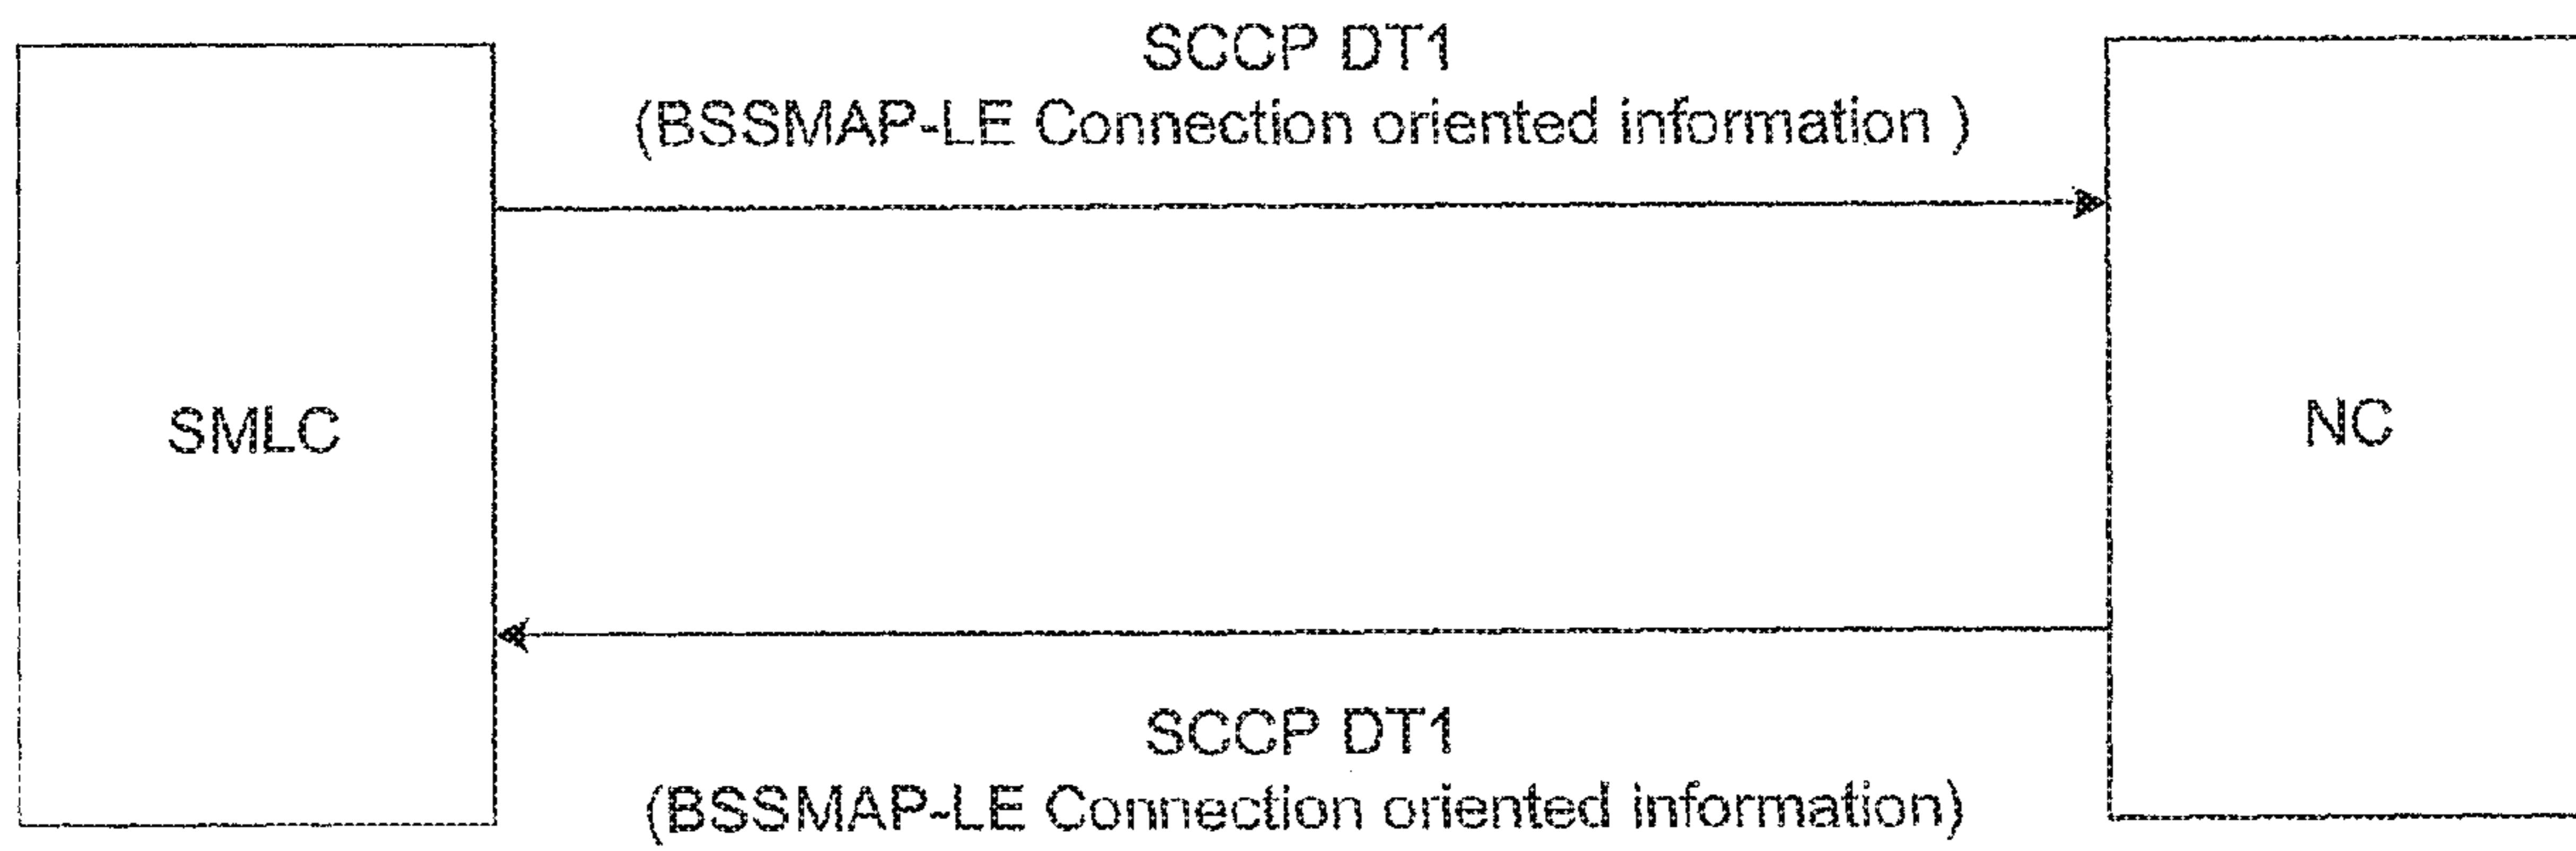 SCCP DT1
(BSSMAP-LE Connection oriented information )
SMLC
NC
SCCP DT1
(BSSMAP-LE Connection oriented information)